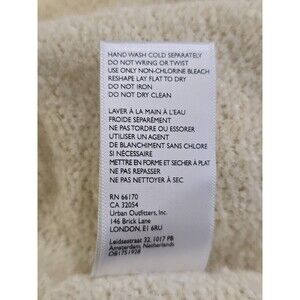 HAND WASH COLD SEPARATELY
DO NOT WRING OR TWIST
USE ONLY NON-CHLORINE BLEACH
RESHAPE LAY FLAT TO DRY
DO NOT IRON
DO NOT DRY CLEAN
LAVER À LA MAIN À L'EAU
FROIDE SÉPARÉMENT
NE PAS TORDRE OU ESSORER
UTILISER UN AGENT
DE BLANCHIMENT SANS CHLORE
SI NÉCESSAIRE
METTRE EN FORME ET SECHER À PLAT
NE PAS REPASSER
NE PAS NETTOYER À SEC
RN 66170
CA 32054
Urban Outfitters, Inc.
146 Brick Lane
LONDON, E1 6RU
Leidsestraat 32, 1017 PB
Amsterdam, Netherlands
OB1751928